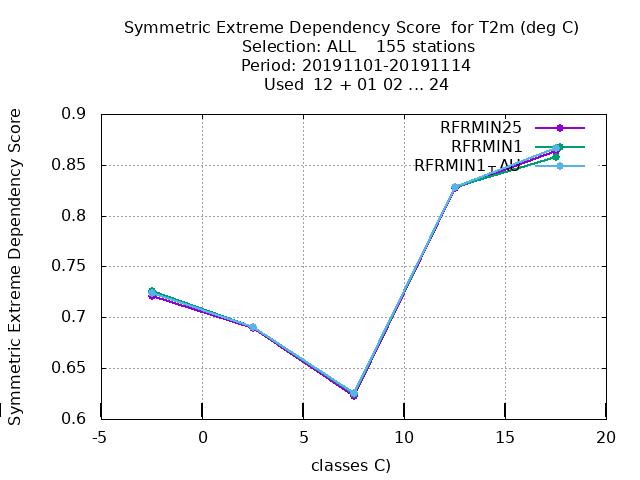 Symmetric Extreme Dependency Score for T2m (deg C)
Selection: ALL 155 stations
Period: 20191101-20191114
Used 12 + 01 02 ... 24
Symmetric Extreme Dependency Score
0.9
0.85
0.8
0.75
0.7
0.65
0.6
RFRMIN25
RFRMIN1
-5
0
5
10
15
20
classes C)